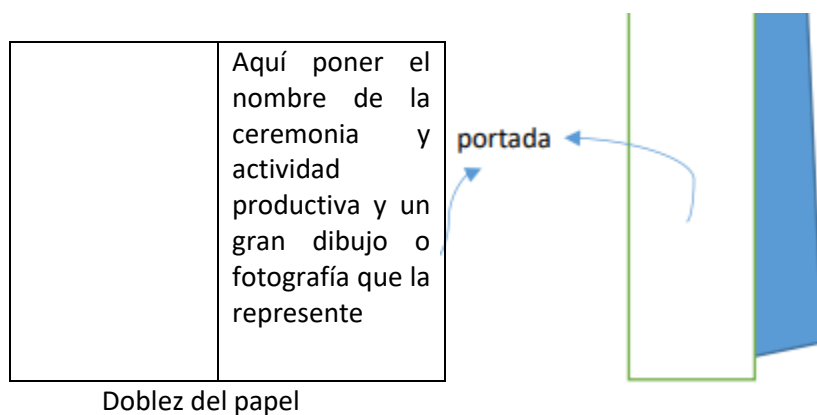 Aquí poner el
nombre de la
ceremonia y
actividad
productiva y un
gran dibujo o
fotografía que la
represente
portada
Doblez del papel